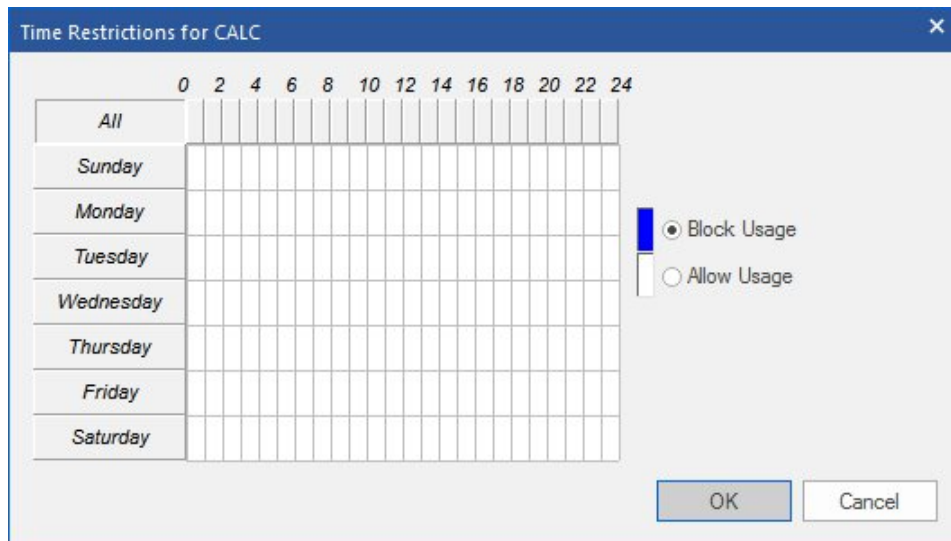 Time Restrictions for CALC
0 2 4 6 8 10 12 14 16 18 20 22 24
All
Sunday
Monday
Tuesday
Wednesday
Thursday
Friday
Saturday
Block Usage
Allow Usage
OK Cancel